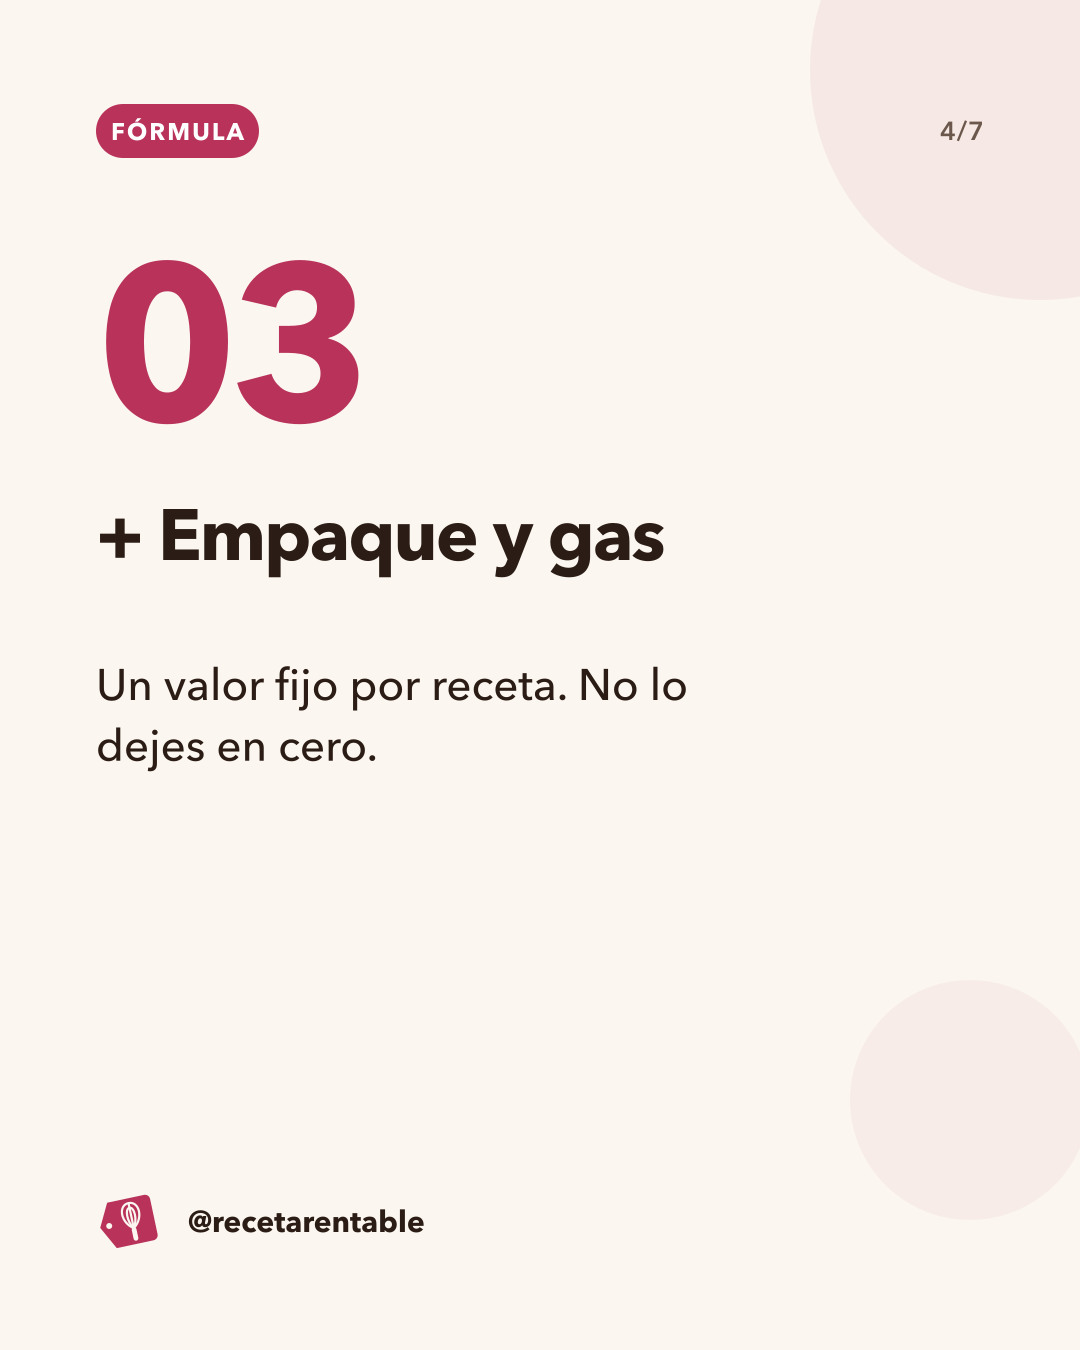 FÓRMULA
4/7
03
+ Empaque y gas
Un valor fijo por receta. No lo
dejes en cero.
@recetarentable